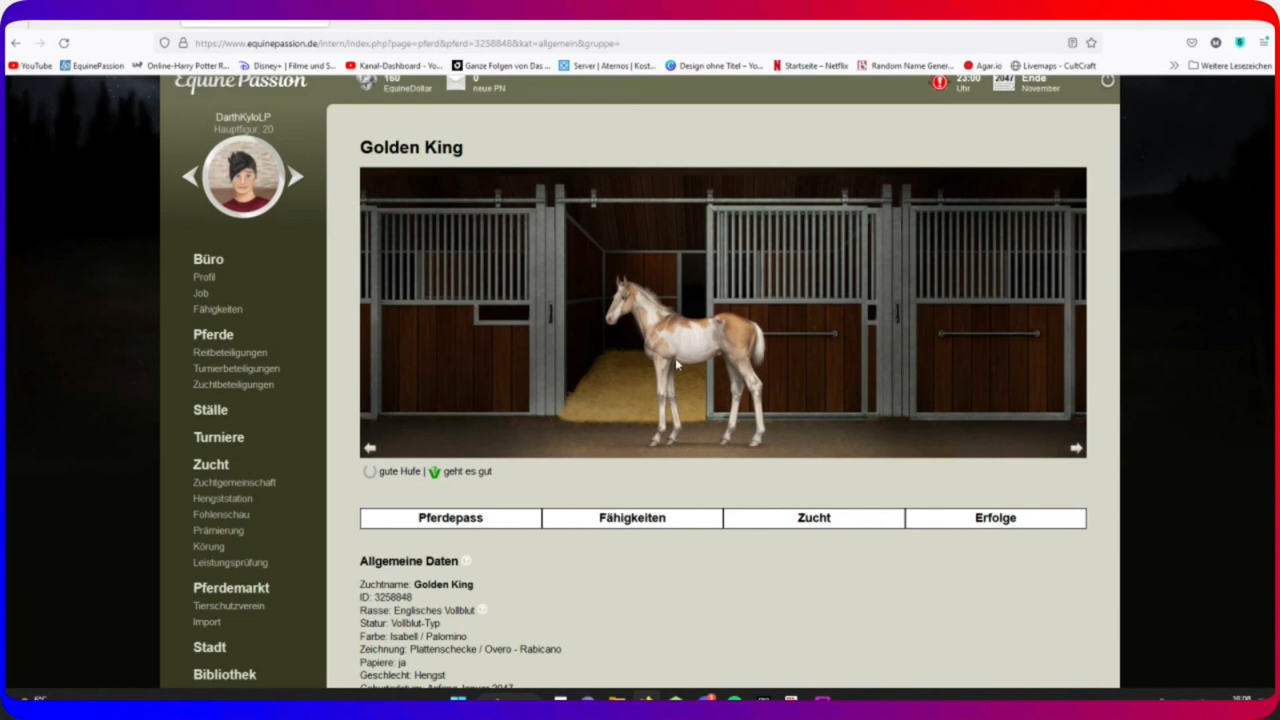 https://www.equinepassion.de/intern/index.php?page=pferd&pferd=3258848&kat=allgemein&gruppe=
YouTube EquinePassion Online-Harry Potter R... Disney+ | Filme und S... Kanal-Dashboard - Yo... Ganze Folgen von Das ... Server | Aternos | Kost... Design ohne Titel – Yo... Startseite – Netflix Random Name Gener... Agar.io Livemaps - CultCraft Weitere Lesezeichen
EquinePassion
160
EquineDollar
0
neue PN
23:00
Uhr
2047
Ende
November
DarthKyloLP
Hauptfigur, 20
Büro
Profil
Job
Fähigkeiten
Pferde
Reitbeteiligungen
Turnierbeteiligungen
Zuchtbeteiligungen
Ställe
Turniere
Zucht
Zuchtgemeinschaft
Hengststation
Fohlenschau
Prämierung
Körung
Leistungsprüfung
Pferdemarkt
Tierschutzverein
Import
Stadt
Bibliothek
Golden King
gute Hufe | geht es gut
Pferdepass Fähigkeiten Zucht Erfolge
Allgemeine Daten
Zuchtname: Golden King
ID: 3258848
Rasse: Englisches Vollblut
Statur: Vollblut-Typ
Farbe: Isabell / Palomino
Zeichnung: Plattenschecke / Overo - Rabicano
Papiere: ja
Geschlecht: Hengst
Geburtsdatum: Anfang Januar 2047